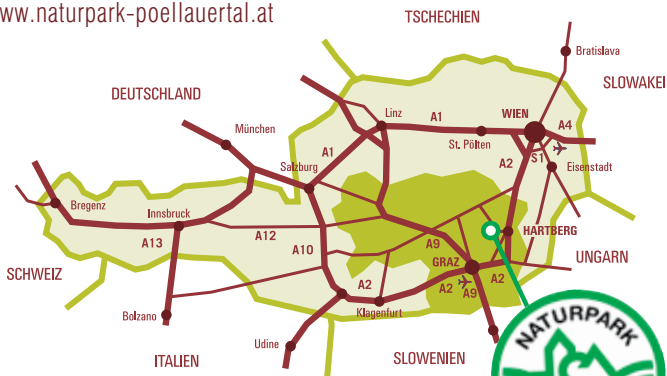 ww.naturpark-poellauertal.at
TSCHECHIEN
Bratislava
SLOWAKEI
DEUTSCHLAND
München
Linz
A1
WIEN
A4
St. Pölten
A1
A2
S1
Eisenstadt
Salzburg
Bregenz
Innsbruck
A13
A12
A10
A9
HARTBERG
GRAZ
UNGARN
SCHWEIZ
A2
A2
A9
A2
Bolzano
Klagenfurt
Udine
ITALIEN
SLOWENIEN
NATURPARK